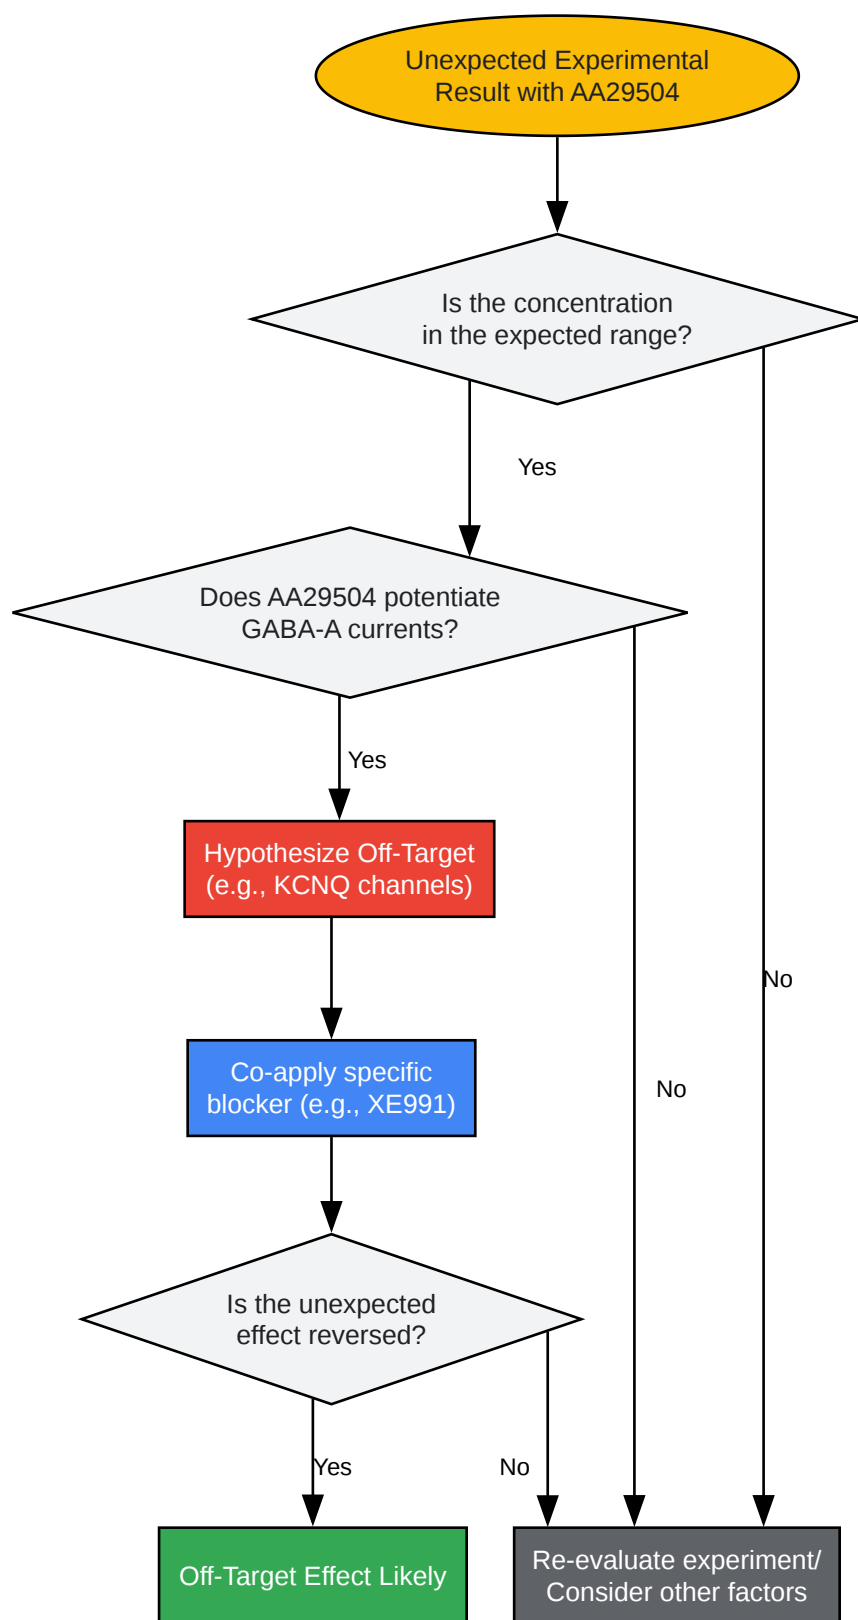 Unexpected Experimental
Result with AA29504
Is the concentration
in the expected range?
Yes
Does AA29504 potentiate
GABA-A currents?
Yes
Hypothesize Off-Target
(e.g., KCNQ channels)
No
Co-apply specific
blocker (e.g., XE991)
No
Is the unexpected
effect reversed?
Yes
No
Off-Target Effect Likely
Re-evaluate experiment/
Consider other factors